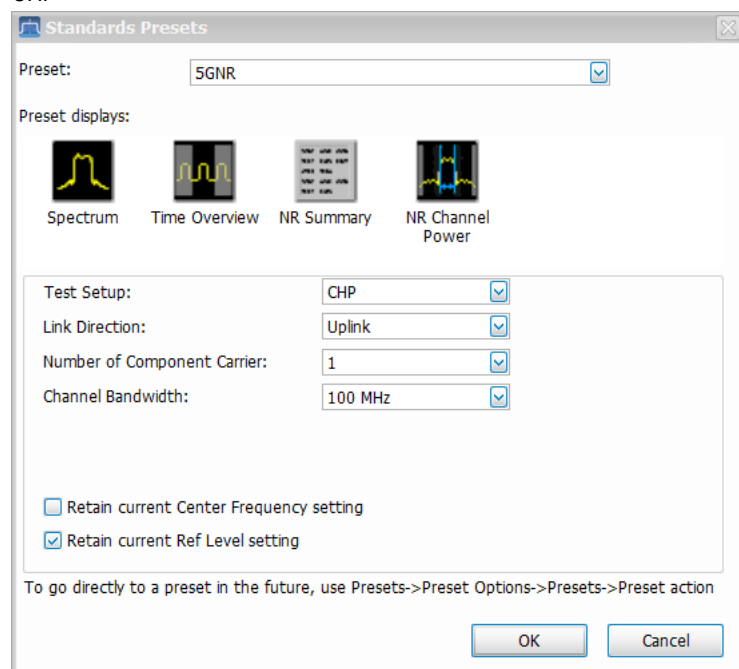 Standards Presets
Preset:
5GNR
Preset displays:
Spectrum
Time Overview
NR Summary
NR Channel
Power
Test Setup:
CHP
Link Direction:
Uplink
Number of Component Carrier:
1
Channel Bandwidth:
100 MHz
Retain current Center Frequency setting
Retain current Ref Level setting
To go directly to a preset in the future, use Presets->Preset Options->Presets->Preset action
OK
Cancel